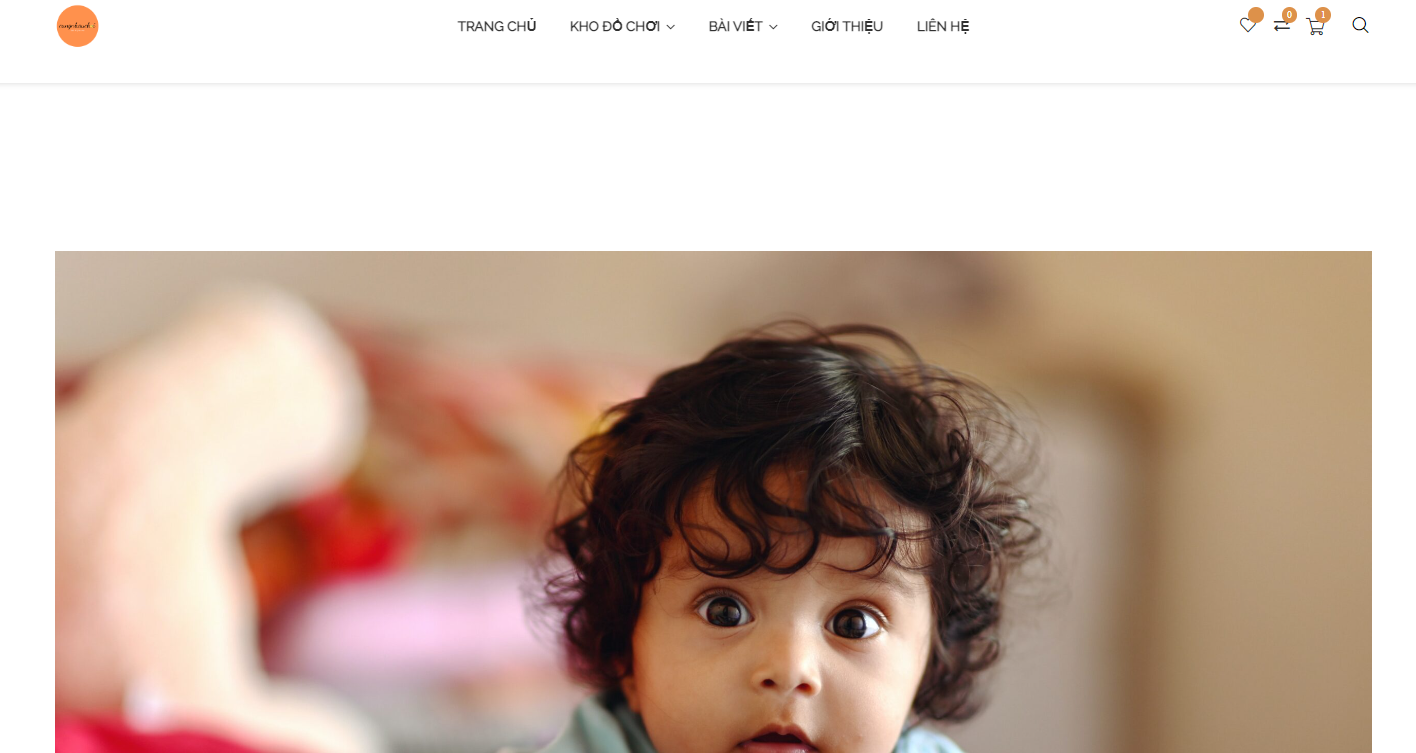 TRANG CHỦ
KHO ĐỒ CHƠI
BÀI VIẾT
GIỚI THIỆU
LIÊN HỆ
0
1